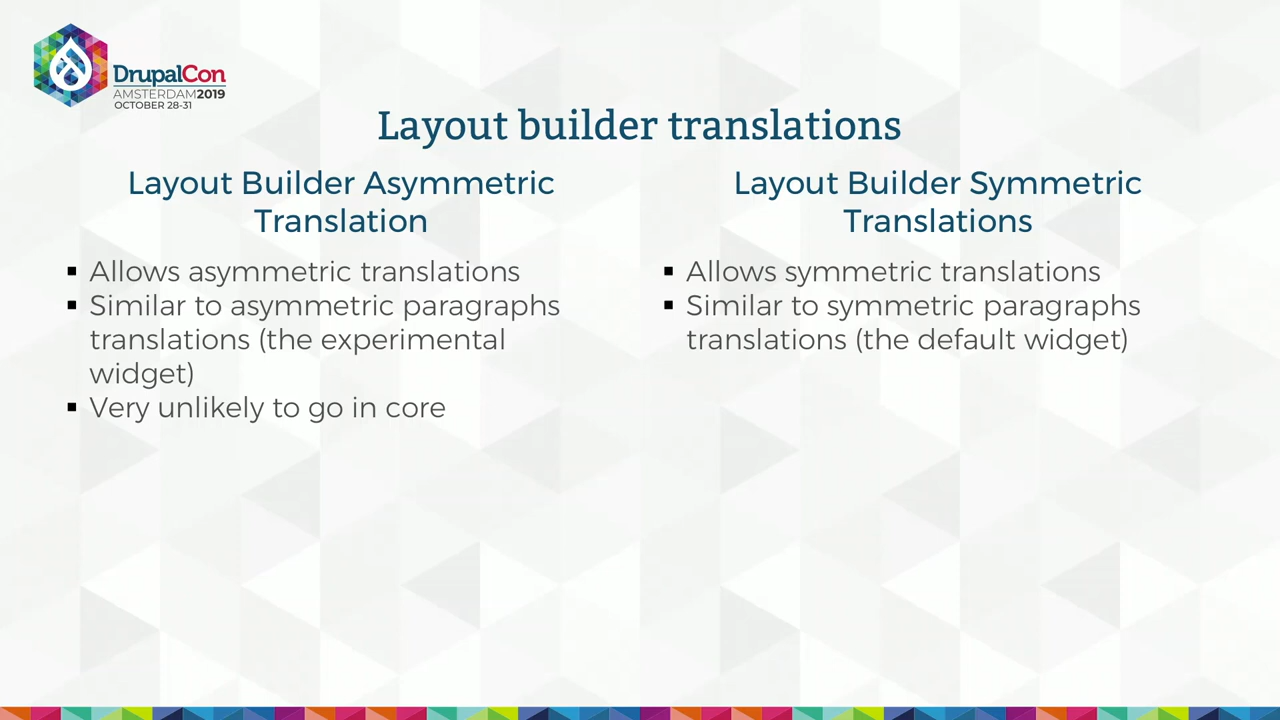 DrupalCon
AMSTERDAM2019
OCTOBER 28-31
Layout builder translations
Layout Builder Asymmetric
Translation
▪ Allows asymmetric translations
▪ Similar to asymmetric paragraphs
translations (the experimental
widget)
▪ Very unlikely to go in core
Layout Builder Symmetric
Translations
▪ Allows symmetric translations
▪ Similar to symmetric paragraphs
translations (the default widget)